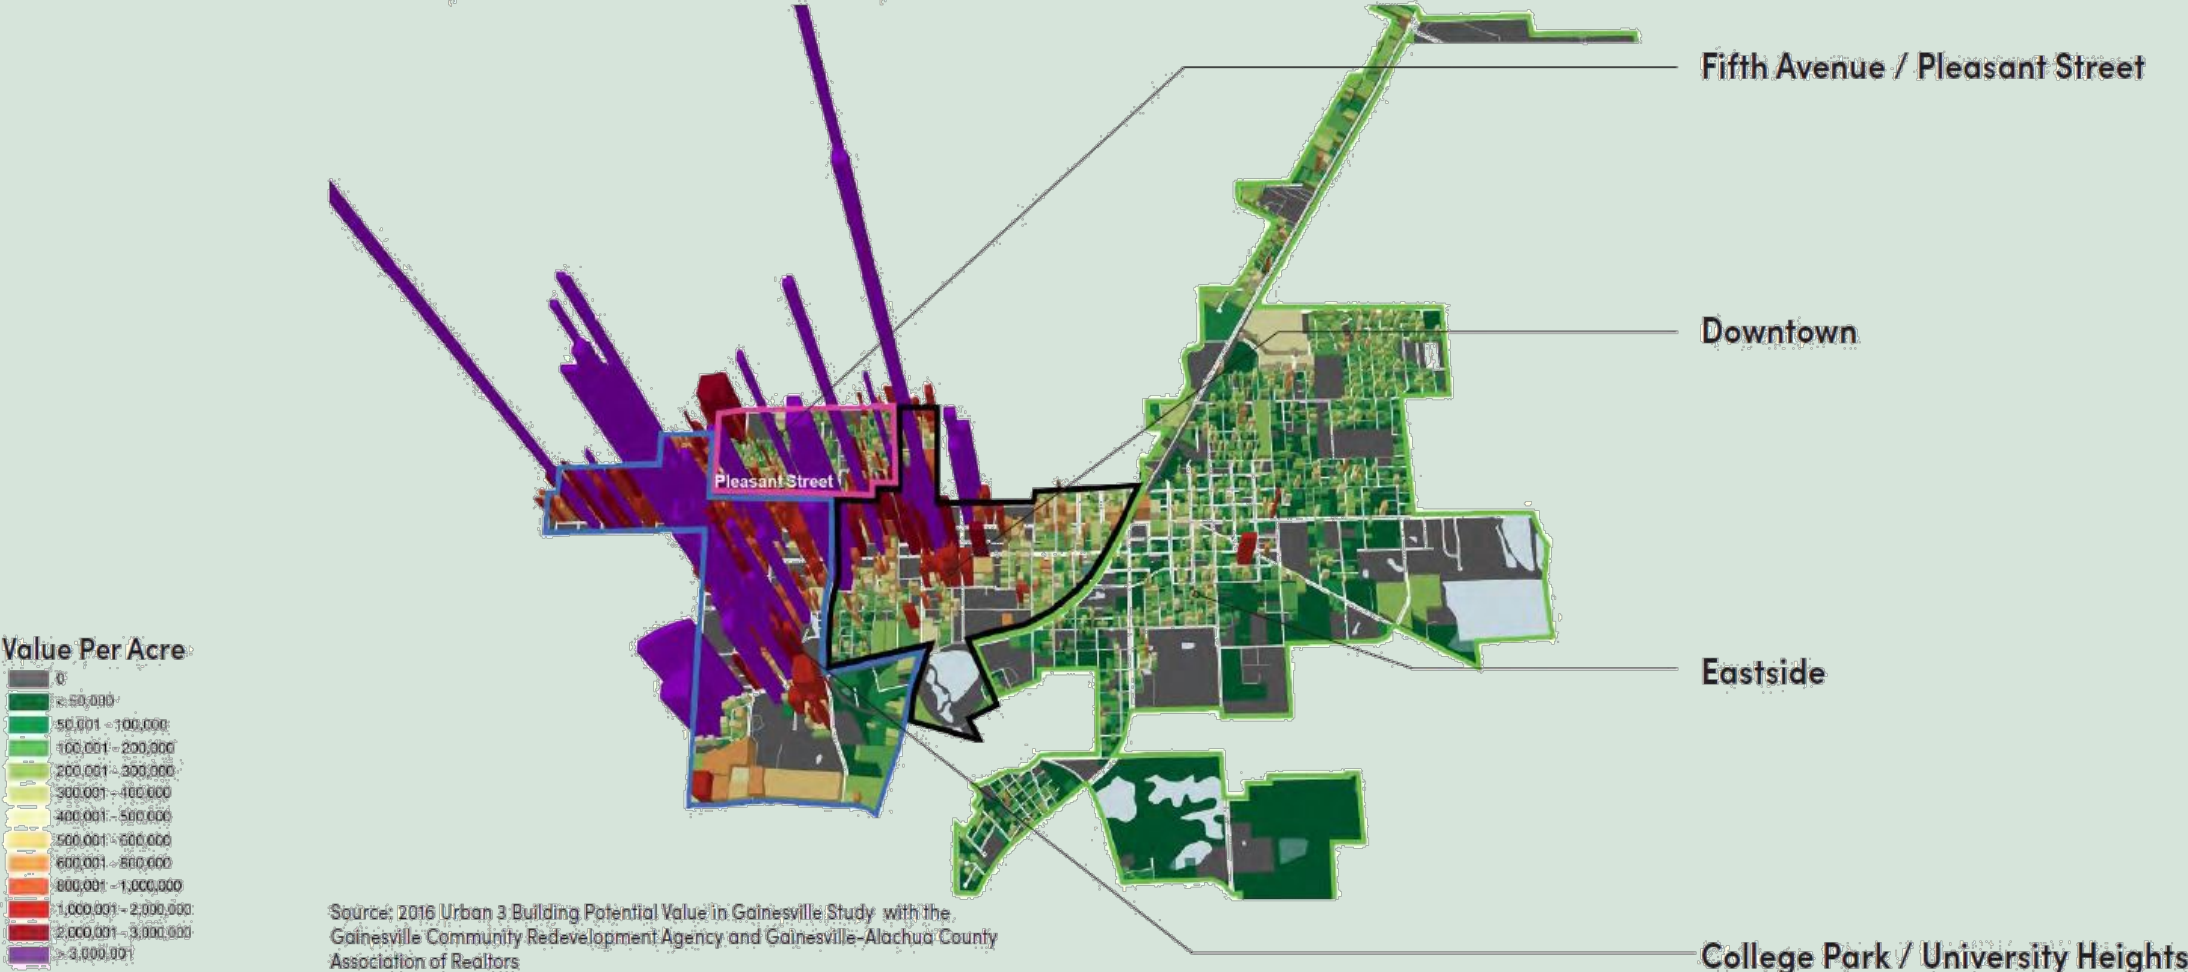 Fifth Avenue / Pleasant Street
Downtown
Pleasant Street
Eastside
College Park / University Heights
Value Per Acre
0
< 50,000
50,001 - 100,000
100,001 - 200,000
200,001 - 300,000
300,001 - 400,000
400,001 - 500,000
500,001 - 600,000
600,001 - 800,000
800,001 - 1,000,000
1,000,001 - 2,000,000
2,000,001 - 3,000,000
> 3,000,001
Source: 2016 Urban 3 Building Potential Value in Gainesville Study with the
Gainesville Community Redevelopment Agency and Gainesville-Alachua County
Association of Realtors